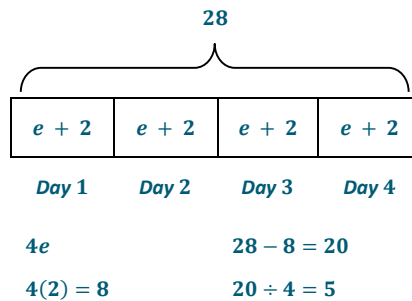 28
e + 2 e + 2 e + 2 e + 2
Day 1 Day 2 Day 3 Day 4
4e 28 − 8 = 20
4(2) = 8 20 ÷ 4 = 5